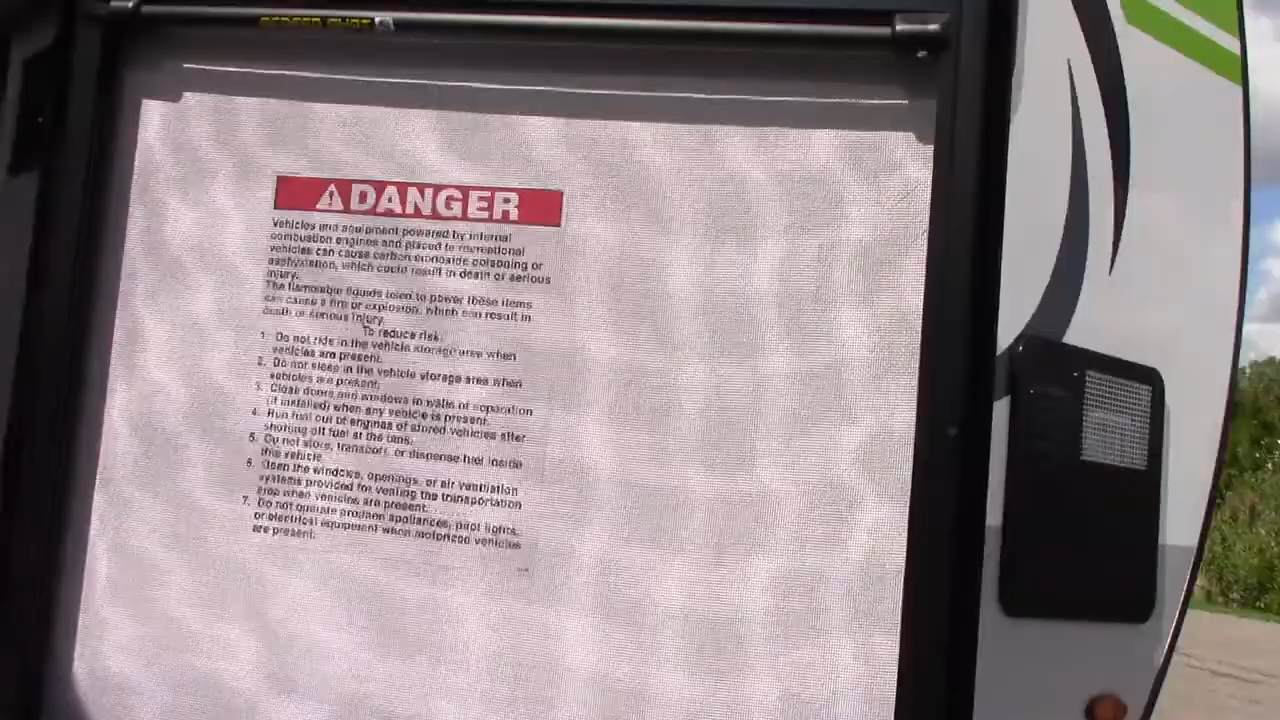 SCREEN SHOT
DANGER
Vehicles and equipment powered by internal
combustion engines and placed in recreational
vehicles can cause carbon monoxide poisoning or
asphyxiation, which could result in death or serious
injury.
The flammable liquids used to power these items
can cause a fire or explosion, which can result in
death or serious injury.
To reduce risk:
1. Do not ride in the vehicle storage area when
vehicles are present.
2. Do not sleep in the vehicle storage area when
vehicles are present.
3. Close doors and windows in walls of separation
(if installed) when any vehicle is present.
4. Run fuel out of engines of stored vehicles after
shutting off fuel at the tank.
5. Do not store, transport, or dispense fuel inside
this vehicle.
6. Open the windows, openings, or air ventilation
systems provided for venting the transportation
area when vehicles are present.
7. Do not operate propane appliances, pilot lights,
or electrical equipment when motorized vehicles
are present.